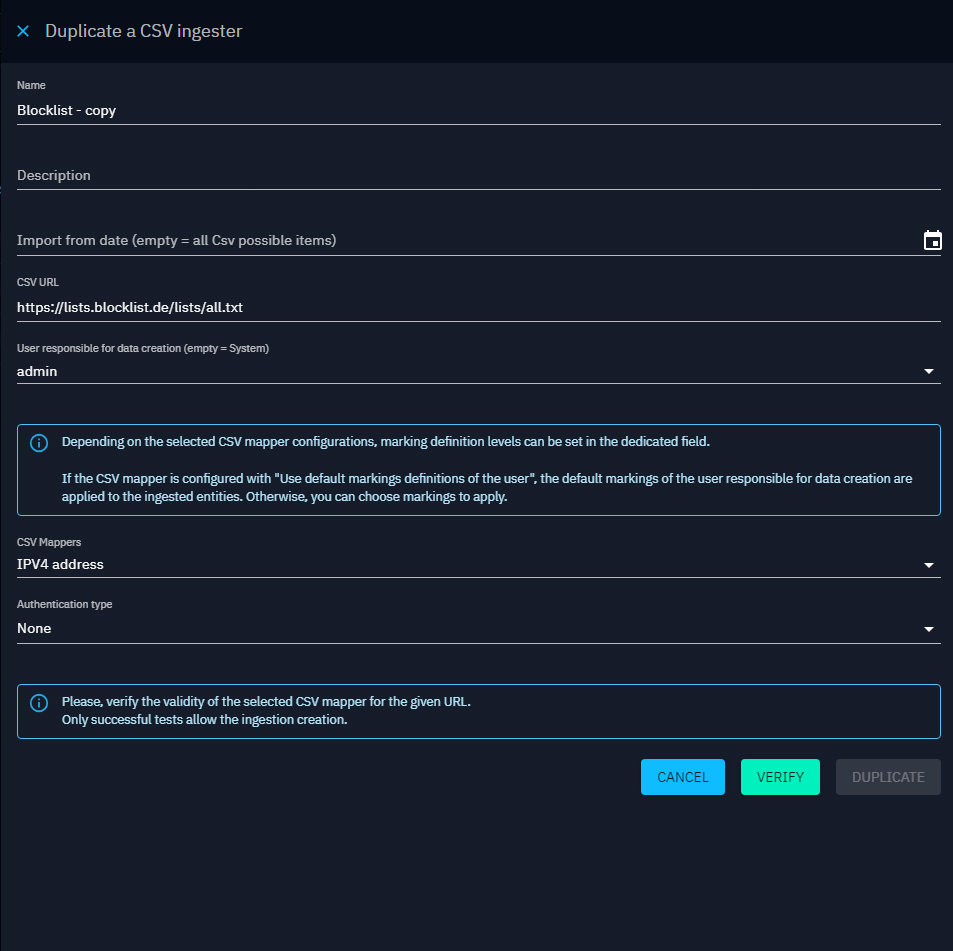 Duplicate a CSV ingester
Name
Blocklist - copy
Description
Import from date (empty = all Csv possible items)
CSV URL
https://lists.blocklist.de/lists/all.txt
User responsible for data creation (empty = System)
admin
Depending on the selected CSV mapper configurations, marking definition levels can be set in the dedicated field.
If the CSV mapper is configured with "Use default markings definitions of the user", the default markings of the user responsible for data creation are
applied to the ingested entities. Otherwise, you can choose markings to apply.
CSV Mappers
IPV4 address
Authentication type
None
Please, verify the validity of the selected CSV mapper for the given URL.
Only successful tests allow the ingestion creation.
CANCEL VERIFY DUPLICATE